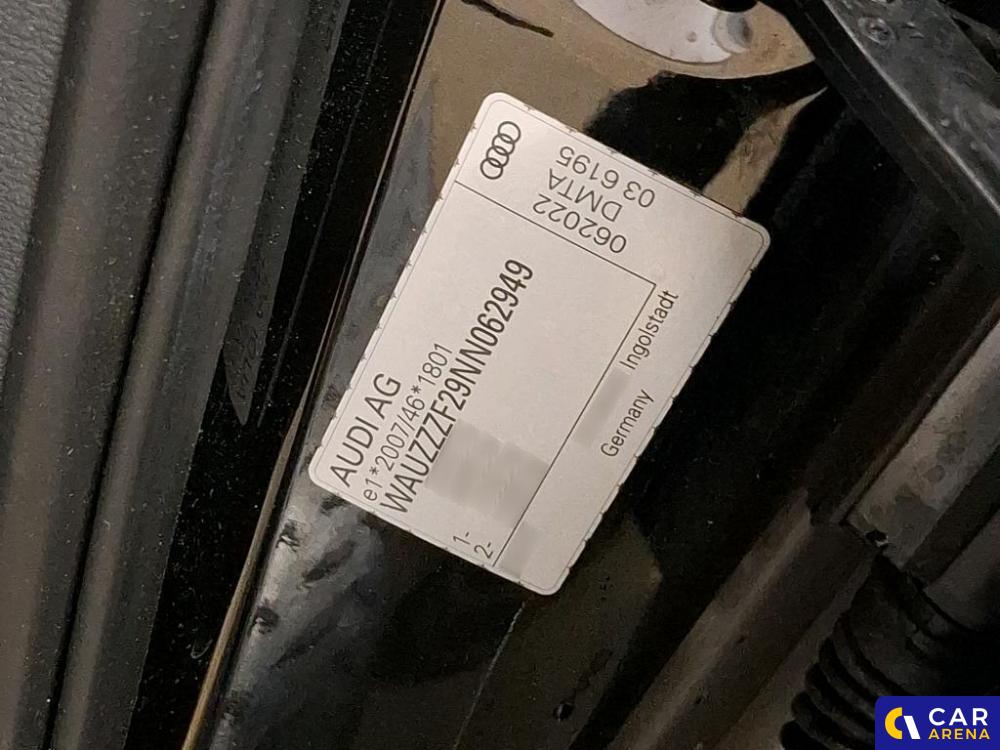 AUDI AG
e1*2007/46*1801
WAUZZZF29NN062949
1-
2-
062022
DMTA
03 6195
Germany Ingolstadt
CAR
ARENA